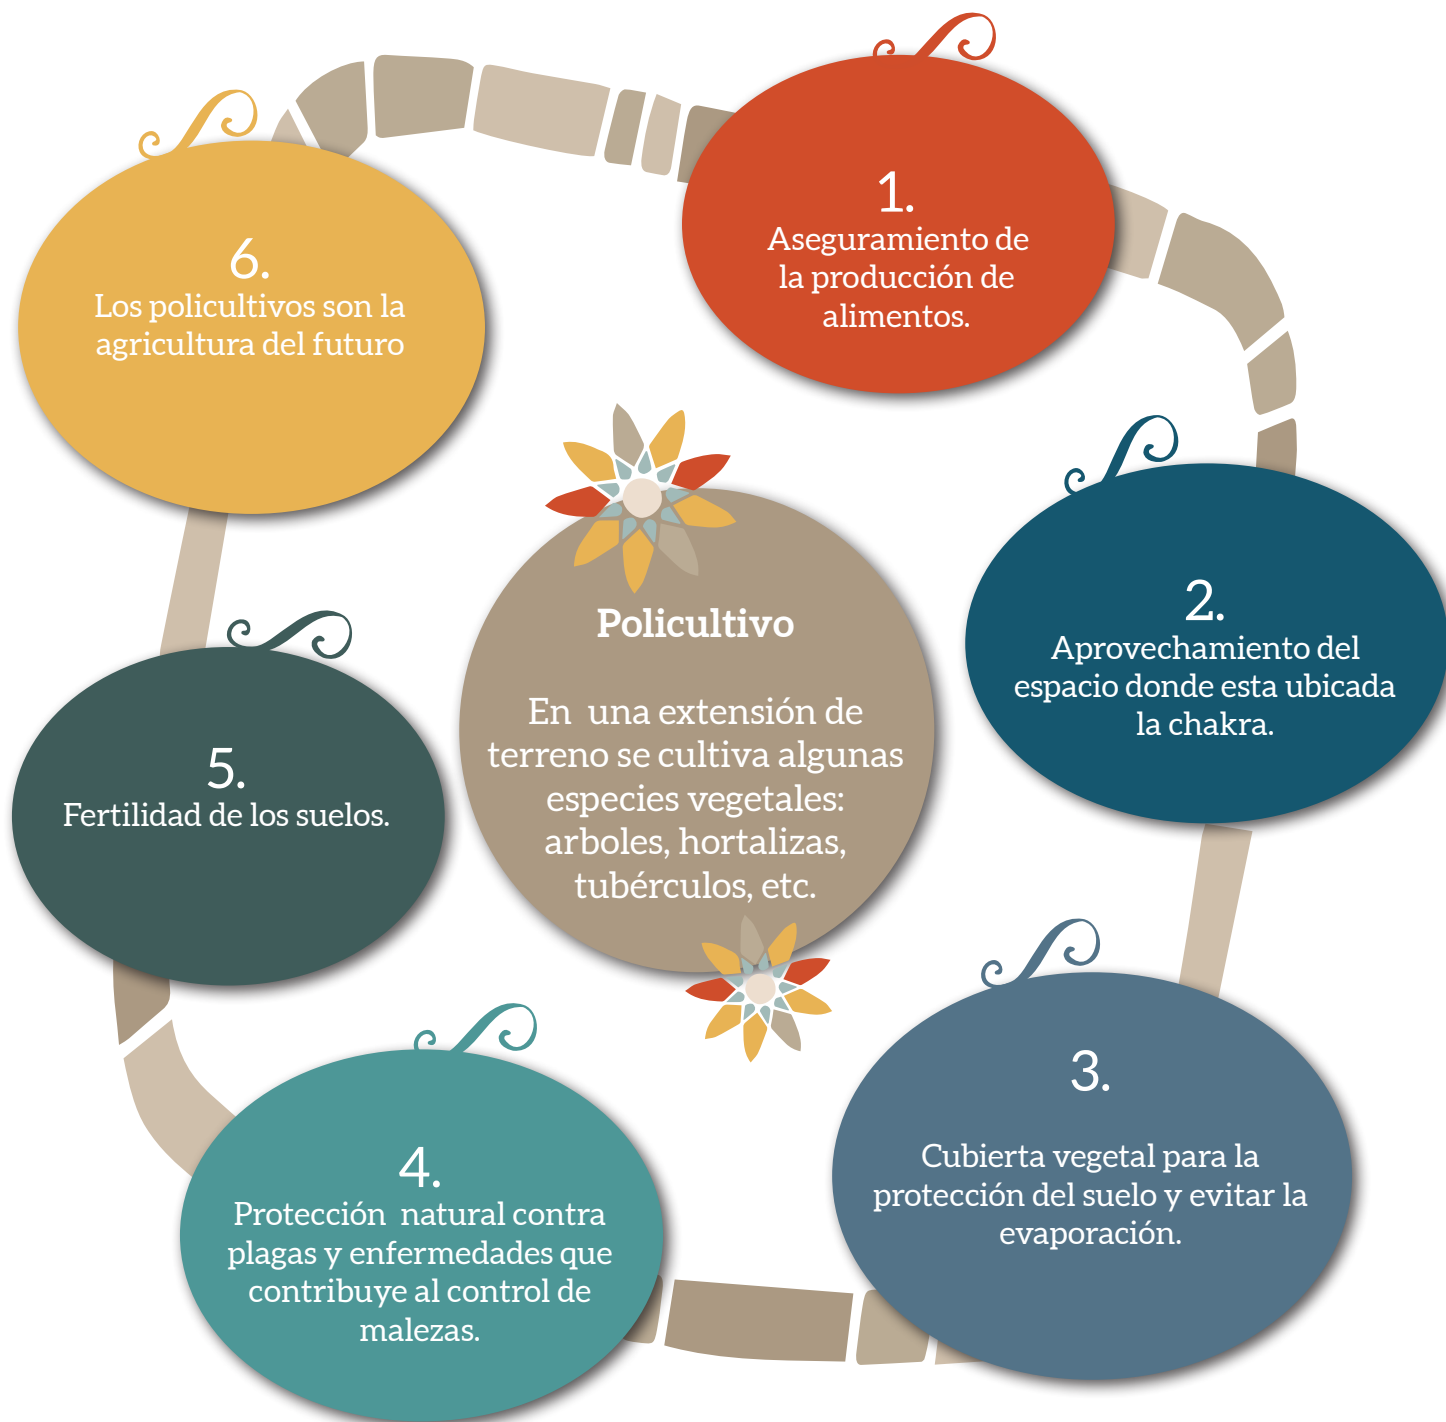 Policultivo
En una extensión de
terreno se cultiva algunas
especies vegetales:
arboles, hortalizas,
tubérculos, etc.
1.
Aseguramiento de
la producción de
alimentos.
2.
Aprovechamiento del
espacio donde esta ubicada
la chakra.
3.
Cubierta vegetal para la
protección del suelo y evitar la
evaporación.
4.
Protección natural contra
plagas y enfermedades que
contribuye al control de
malezas.
5.
Fertilidad de los suelos.
6.
Los policultivos son la
agricultura del futuro